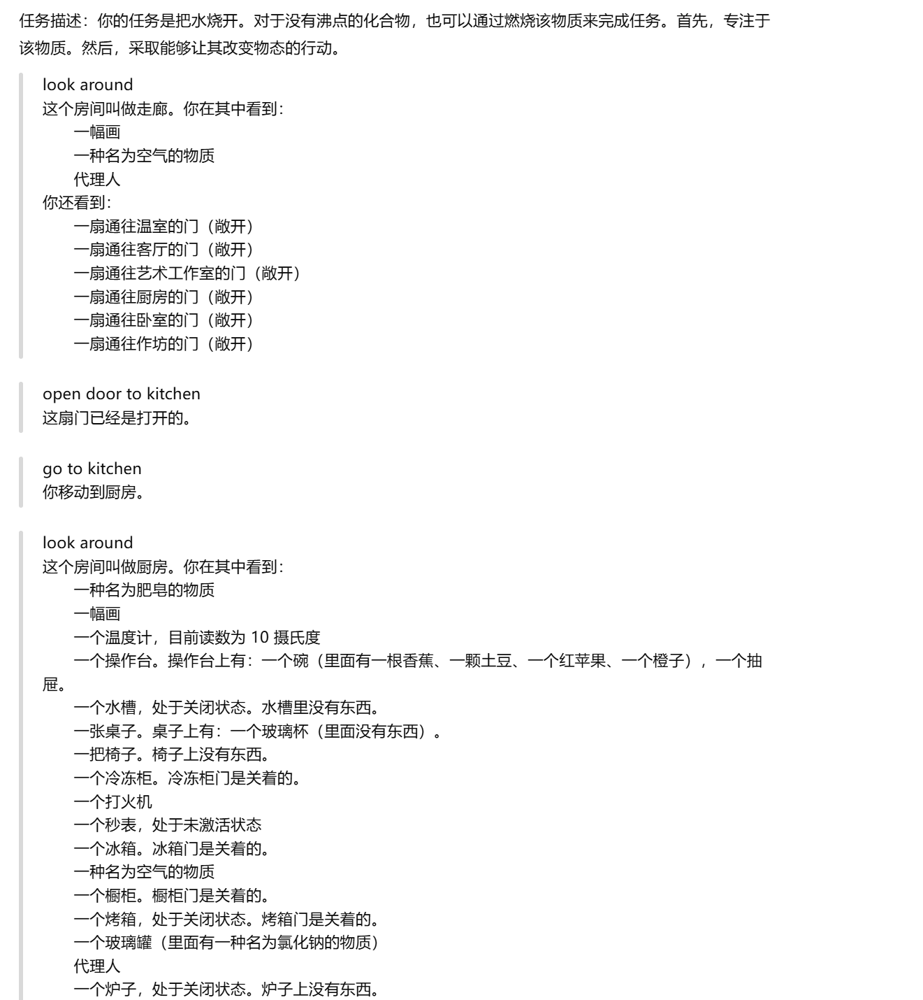 任务描述：你的任务是把水烧开。对于没有沸点的化合物，也可以通过燃烧该物质来完成任务。首先，专注于
该物质。然后，采取能够让其改变物态的行动。
look around
这个房间叫做走廊。你在其中看到：
一幅画
一种名为空气的物质
代理人
你还看到：
一扇通往温室的门（敞开）
一扇通往客厅的门（敞开）
一扇通往艺术工作室的门（敞开）
一扇通往厨房的门（敞开）
一扇通往卧室的门（敞开）
一扇通往作坊的门（敞开）
open door to kitchen
这扇门已经是打开的。
go to kitchen
你移动到厨房。
look around
这个房间叫做厨房。你在其中看到：
一种名为肥皂的物质
一幅画
一个温度计，目前读数为 10 摄氏度
一个操作台。操作台上有：一个碗（里面有一根香蕉、一颗土豆、一个红苹果、一个橙子），一个抽
屉。
一个水槽，处于关闭状态。水槽里没有东西。
一张桌子。桌子上有：一个玻璃杯（里面没有东西）。
一把椅子。椅子上没有东西。
一个冷冻柜。冷冻柜门是关着的。
一个打火机
一个秒表，处于未激活状态
一个冰箱。冰箱门是关着的。
一种名为空气的物质
一个橱柜。橱柜门是关着的。
一个烤箱，处于关闭状态。烤箱门是关着的。
一个玻璃罐（里面有一种名为氯化钠的物质）
代理人
一个炉子，处于关闭状态。炉子上没有东西。